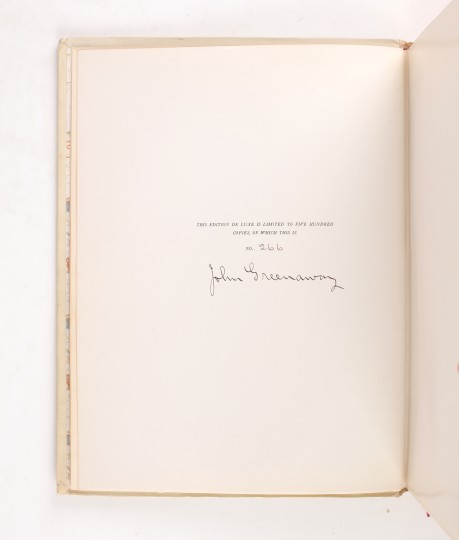 THIS EDITION DE LUXE IS LIMITED TO FIVE HUNDRED
COPIES, OF WHICH THIS IS
NO. 266
John Greenaway